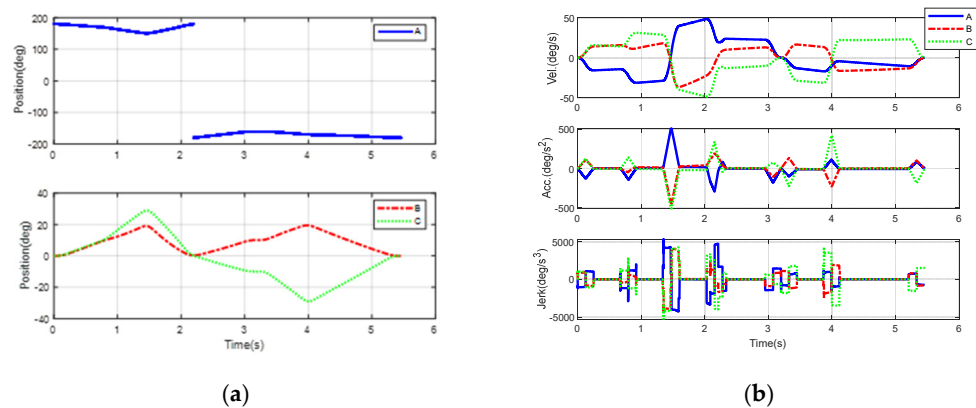 200
100
0
-100
-200
Position(deg)
A
0 1 2 3 4 5 6
40
20
0
-20
-40
Position(deg)
B
C
0 1 2 3 4 5 6
Time(s)
(a)
50
0
50
Vel.(deg/s)
A
B
C
0 1 2 3 4 5 6
500
0
-500
Acc.(deg/s²)
0 1 2 3 4 5 6
5000
0
-5000
Jerk(deg/s³)
0 1 2 3 4 5 6
Time(s)
(b)